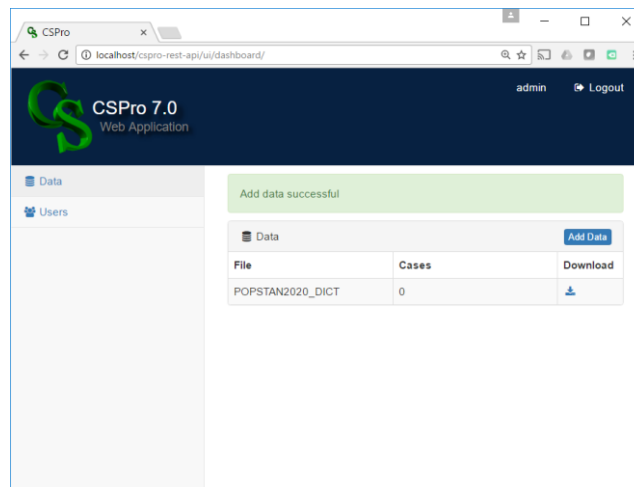 CSPro
localhost/cspro-rest-api/ui/dashboard/
CSPro 7.0
Web Application
admin
Logout
Data
Users
Add data successful
Data
Add Data
File Cases Download
POPSTAN2020_DICT 0